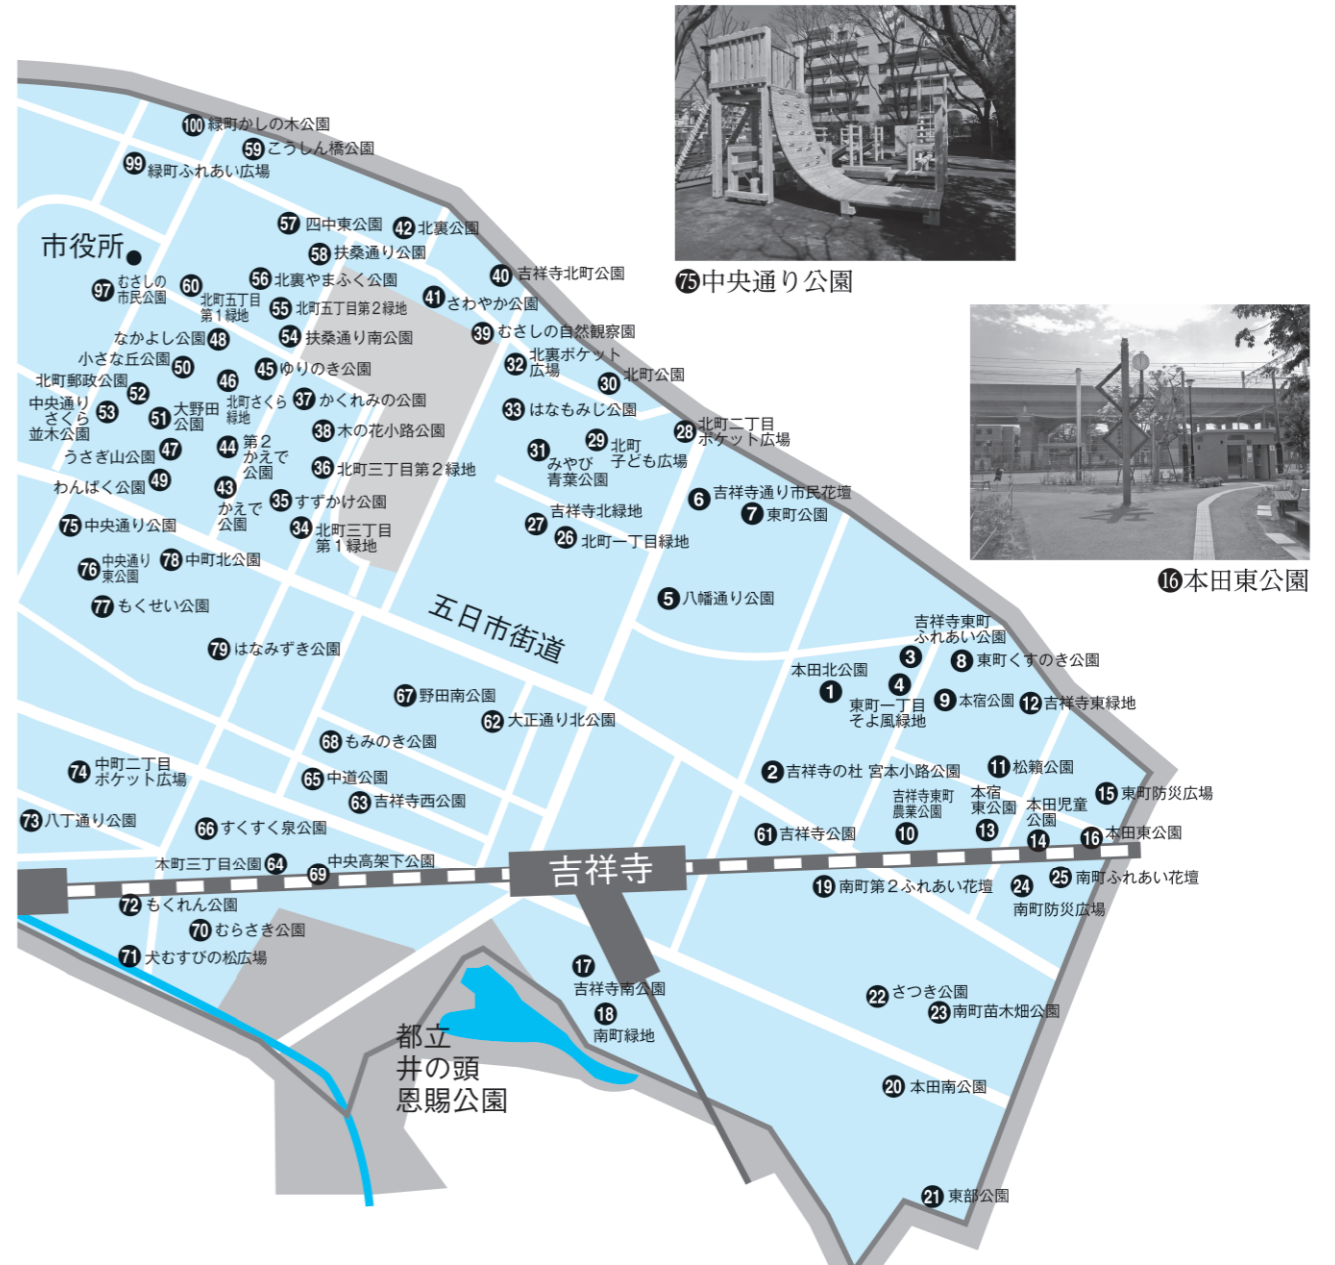 100 緑町かしの木公園
59 こうしん橋公園
99 緑町ふれあい広場
57 四中東公園
42 北裏公園
58 扶桑通り公園
市役所
97 むさしの
市民公園
60 北町五丁目
第1緑地
56 北裏やまふく公園
55 北町五丁目第2緑地
40 吉祥寺北町公園
41 さわやか公園
75 中央通り公園
なかよし公園 48
54 扶桑通り南公園
39 むさしの自然観察園
小さな丘公園 50
45 ゆりのき公園
32 北裏ポケット
広場
30 北町公園
北町郵政公園 52
46 北町さくら
緑地
37 かくれみの公園
中央通り
さくら
並木公園
53
51 大野田
公園
33 はなもみじ公園
38 木の花小路公園
29 北町
子ども広場
28 北町二丁目
ポケット広場
うさぎ山公園 47
44 第2
かえで
公園
31 みやび
青葉公園
36 北町三丁目第2緑地
わんぱく公園 49
43 かえで
公園
35 すずかけ公園
6 吉祥寺通り市民花壇
7 東町公園
75 中央通り公園
34 北町三丁目
第1緑地
27 吉祥寺北緑地
26 北町一丁目緑地
16 本田東公園
76 中央通り
東公園
78 中町北公園
77 もくせい公園
5 八幡通り公園
五日市街道
79 はなみずき公園
吉祥寺東町
ふれあい公園
3
8 東町くすのき公園
本田北公園
1
4
東町一丁目
そよ風緑地
9 本宿公園
12 吉祥寺東緑地
67 野田南公園
62 大正通り北公園
68 もみのき公園
74 中町二丁目
ポケット広場
65 中道公園
63 吉祥寺西公園
2 吉祥寺の杜 宮本小路公園
11 松籟公園
15 東町防災広場
73 八丁通り公園
66 すくすく泉公園
61 吉祥寺公園
吉祥寺東町
農業公園
10
本宿
東公園
13
本田児童
公園
14
16 本田東公園
本町三丁目公園 64
中央高架下公園
69
吉祥寺
19 南町第2ふれあい花壇
24
南町防災広場
25 南町ふれあい花壇
72 もくれん公園
70 むらさき公園
71 犬むすびの松広場
17
吉祥寺南公園
18
南町緑地
22 さつき公園
23 南町苗木畑公園
都立
井の頭
恩賜公園
20 本田南公園
21 東部公園